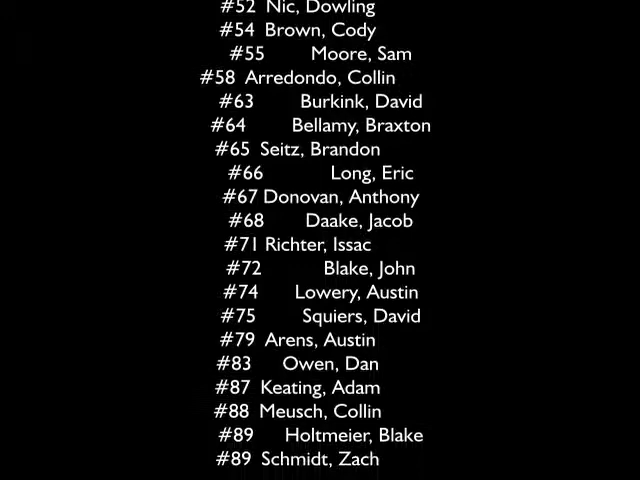 #52 Nic, Dowling
#54 Brown, Cody
#55 Moore, Sam
#58 Arredondo, Collin
#63 Burkink, David
#64 Bellamy, Braxton
#65 Seitz, Brandon
#66 Long, Eric
#67 Donovan, Anthony
#68 Daake, Jacob
#71 Richter, Issac
#72 Blake, John
#74 Lowery, Austin
#75 Squiers, David
#79 Arens, Austin
#83 Owen, Dan
#87 Keating, Adam
#88 Meusch, Collin
#89 Holtmeier, Blake
#89 Schmidt, Zach